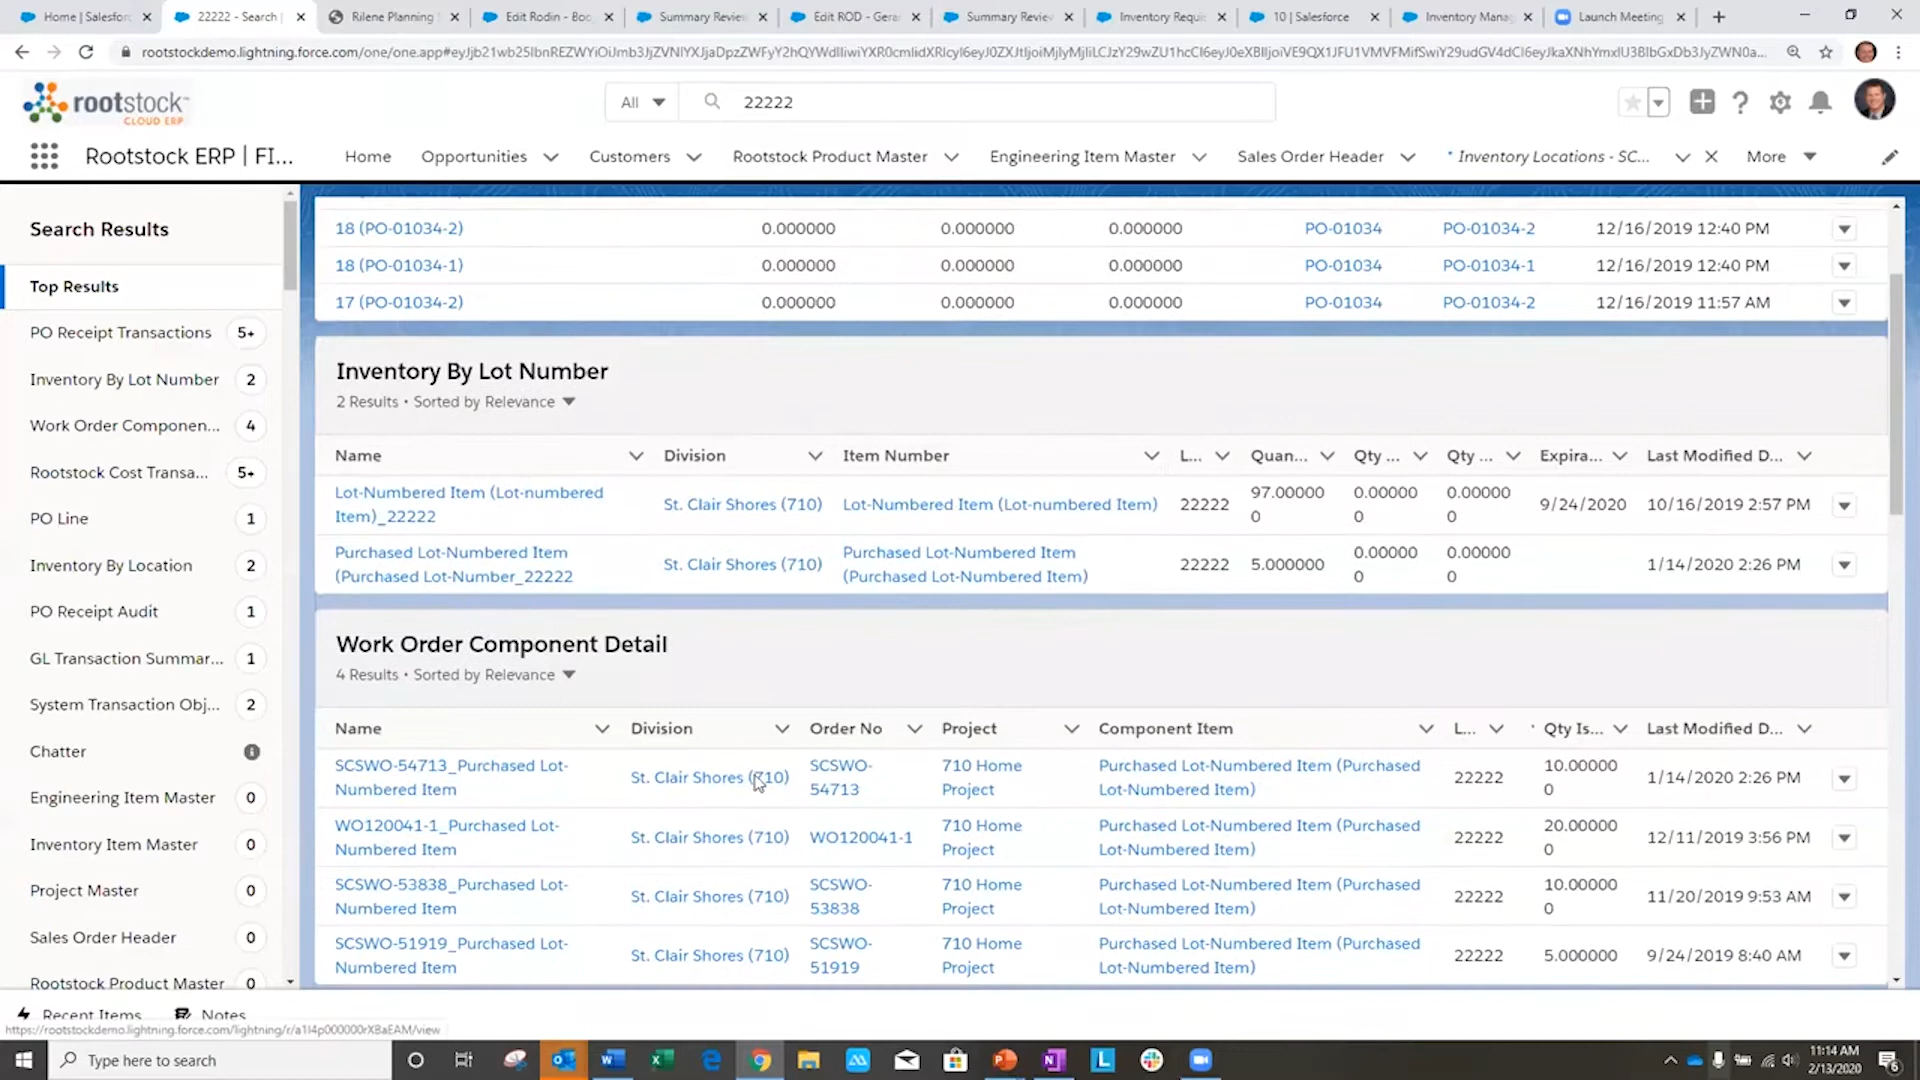 Home | Salesforc
22222 - Search |
Rilene Planning
Edit Rodin - Boo
Summary Review
Edit ROD - Gera
Summary Review
Inventory Requi
10 | Salesforce
Inventory Manag
Launch Meeting
rootstock
CLOUD ERP
All
22222
Rootstock ERP | FI...
Home
Opportunities
Customers
Rootstock Product Master
Engineering Item Master
Sales Order Header
* Inventory Locations - SC...
More
Search Results
Top Results
PO Receipt Transactions 5+
Inventory By Lot Number 2
Work Order Componen... 4
Rootstock Cost Transa... 5+
PO Line 1
Inventory By Location 2
PO Receipt Audit 1
GL Transaction Summar... 1
System Transaction Obj... 2
Chatter
Engineering Item Master 0
Inventory Item Master 0
Project Master 0
Sales Order Header 0
Rootstock Product Master 0
18 (PO-01034-2) 0.000000 0.000000 0.000000 PO-01034 PO-01034-2 12/16/2019 12:40 PM
18 (PO-01034-1) 0.000000 0.000000 0.000000 PO-01034 PO-01034-1 12/16/2019 12:40 PM
17 (PO-01034-2) 0.000000 0.000000 0.000000 PO-01034 PO-01034-2 12/16/2019 11:57 AM
Inventory By Lot Number
2 Results • Sorted by Relevance
Name Division Item Number L... Quan... Qty ... Qty ... Expira... Last Modified D...
Lot-Numbered Item (Lot-numbered
Item)_22222
St. Clair Shores (710)
Lot-Numbered Item (Lot-numbered Item)
22222
97.00000
0
0.00000
0
0.00000
0
9/24/2020
10/16/2019 2:57 PM
Purchased Lot-Numbered Item
(Purchased Lot-Number_22222
St. Clair Shores (710)
Purchased Lot-Numbered Item
(Purchased Lot-Numbered Item)
22222
5.000000
0.00000
0
0.00000
0
1/14/2020 2:26 PM
Work Order Component Detail
4 Results • Sorted by Relevance
Name Division Order No Project Component Item L... Qty Is... Last Modified D...
SCSWO-54713_Purchased Lot-
Numbered Item
St. Clair Shores (710)
SCSWO-
54713
710 Home
Project
Purchased Lot-Numbered Item (Purchased
Lot-Numbered Item)
22222
10.00000
0
1/14/2020 2:26 PM
WO120041-1_Purchased Lot-
Numbered Item
St. Clair Shores (710)
WO120041-1
710 Home
Project
Purchased Lot-Numbered Item (Purchased
Lot-Numbered Item)
22222
20.00000
0
12/11/2019 3:56 PM
SCSWO-53838_Purchased Lot-
Numbered Item
St. Clair Shores (710)
SCSWO-
53838
710 Home
Project
Purchased Lot-Numbered Item (Purchased
Lot-Numbered Item)
22222
10.00000
0
11/20/2019 9:53 AM
SCSWO-51919_Purchased Lot-
Numbered Item
St. Clair Shores (710)
SCSWO-
51919
710 Home
Project
Purchased Lot-Numbered Item (Purchased
Lot-Numbered Item)
22222
5.000000
9/24/2019 8:40 AM
Recent Items
Notes
Type here to search
11:14 AM
2/13/2020